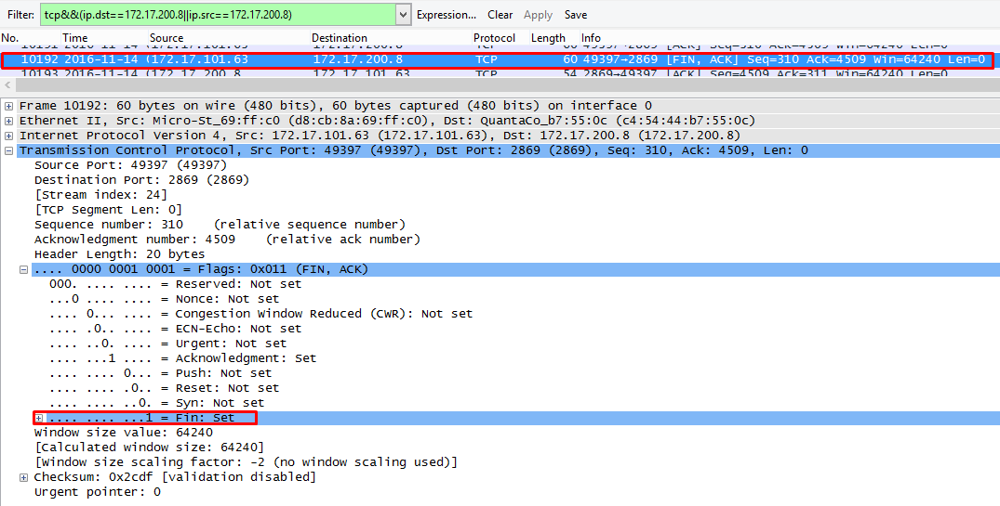 Filter: tcp&&(ip.dst==172.17.200.8||ip.src==172.17.200.8) Expression... Clear Apply Save
No. Time Source Destination Protocol Length Info
10191 2016-11-14 (172.17.101.63 172.17.200.8 TCP 60 49397→2869 [ACK] Seq=310 Ack=4509 Win=64240 Len=0
10192 2016-11-14 (172.17.101.63 172.17.200.8 TCP 60 49397→2869 [FIN, ACK] Seq=310 Ack=4509 Win=64240 Len=0
10193 2016-11-14 (172.17.200.8 172.17.101.63 TCP 54 2869→49397 [ACK] Seq=4509 Ack=311 Win=64240 Len=0
Frame 10192: 60 bytes on wire (480 bits), 60 bytes captured (480 bits) on interface 0
Ethernet II, Src: Micro-St_69:ff:c0 (d8:cb:8a:69:ff:c0), Dst: QuantaCo_b7:55:0c (c4:54:44:b7:55:0c)
Internet Protocol Version 4, Src: 172.17.101.63 (172.17.101.63), Dst: 172.17.200.8 (172.17.200.8)
Transmission Control Protocol, Src Port: 49397 (49397), Dst Port: 2869 (2869), Seq: 310, Ack: 4509, Len: 0
Source Port: 49397 (49397)
Destination Port: 2869 (2869)
[Stream index: 24]
[TCP Segment Len: 0]
Sequence number: 310 (relative sequence number)
Acknowledgment number: 4509 (relative ack number)
Header Length: 20 bytes
.... 0000 0001 0001 = Flags: 0x011 (FIN, ACK)
000. .... .... = Reserved: Not set
...0 .... .... = Nonce: Not set
.... 0... .... = Congestion Window Reduced (CWR): Not set
.... .0.. .... = ECN-Echo: Not set
.... ..0. .... = Urgent: Not set
.... ...1 .... = Acknowledgment: Set
.... .... 0... = Push: Not set
.... .... .0.. = Reset: Not set
.... .... ..0. = Syn: Not set
.... .... ...1 = Fin: Set
Window size value: 64240
[Calculated window size: 64240]
[Window size scaling factor: -2 (no window scaling used)]
Checksum: 0x2cdf [validation disabled]
Urgent pointer: 0